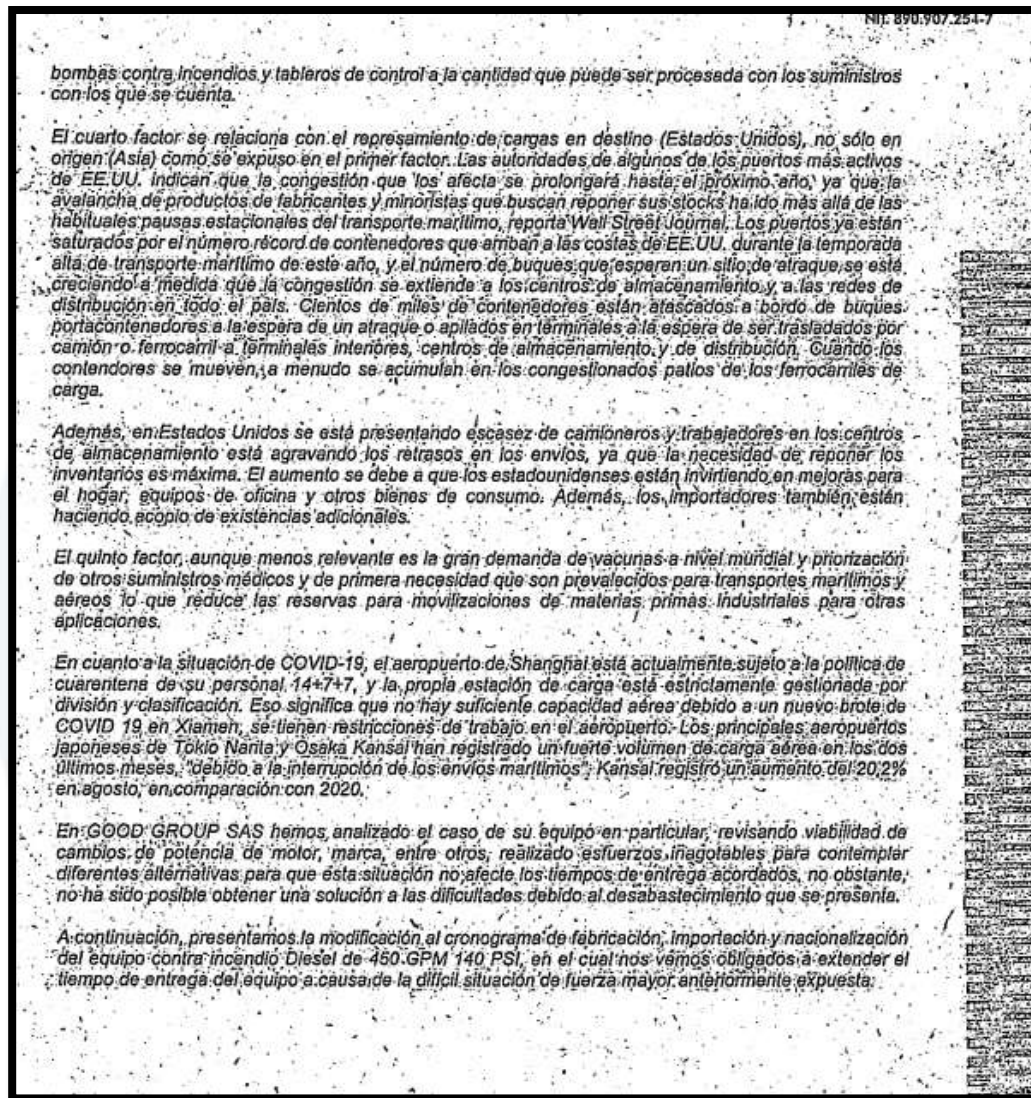 NIT. 890.907.254-7
bombas contra incendios y tableros de control a la cantidad que puede ser procesada con los suministros
con los que se cuenta.
El cuarto factor se relaciona con el represamiento de cargas en destino (Estados Unidos), no sólo en
origen (Asia) como se expuso en el primer factor. Las autoridades de algunos de los puertos más activos
de EE.UU. indican que la congestión que los afecta se prolongará hasta el próximo año, ya que la
avalancha de productos de fabricantes y minoristas que buscan reponer sus stocks ha ido más allá de las
habituales pausas estacionales del transporte marítimo, reporta Wall Street Journal. Los puertos ya están
saturados por el número récord de contenedores que arriban a las costas de EE.UU. durante la temporada
alta de transporte marítimo de este año, y el número de buques que esperan un sitio de atraque se está
creciendo a medida que la congestión se extiende a los centros de almacenamiento y a las redes de
distribución en todo el país. Cientos de miles de contenedores están atascados a bordo de buques
portacontenedores a la espera de un atraque o apilados en terminales a la espera de ser trasladados por
camión o ferrocarril a terminales interiores, centros de almacenamiento y de distribución. Cuando los
contendores se mueven, a menudo se acumulan en los congestionados patios de los ferrocarriles de
carga.
Además, en Estados Unidos se está presentando escasez de camioneros y trabajadores en los centros
de almacenamiento está agravando los retrasos en los envíos, ya que la necesidad de reponer los
inventarios es máxima. El aumento se debe a que los estadounidenses están invirtiendo en mejoras para
el hogar, equipos de oficina y otros bienes de consumo. Además, los importadores también están
haciendo acopio de existencias adicionales.
El quinto factor, aunque menos relevante es la gran demanda de vacunas a nivel mundial y priorización
de otros suministros médicos y de primera necesidad que son prevalecidos para transportes marítimos y
aéreos lo que reduce las reservas para movilizaciones de materias primas industriales para otras
aplicaciones.
En cuanto a la situación de COVID-19, el aeropuerto de Shanghai está actualmente sujeto a la política de
cuarentena de su personal 14+7+7, y la propia estación de carga está estrictamente gestionada por
división y clasificación. Eso significa que no hay suficiente capacidad aérea debido a un nuevo brote de
COVID 19 en Xiamen, se tienen restricciones de trabajo en el aeropuerto. Los principales aeropuertos
japoneses de Tokio Narita y Osaka Kansai han registrado un fuerte volumen de carga aérea en los dos
últimos meses, "debido a la interrupción de los envíos marítimos", Kansai registró un aumento del 20,2%
en agosto, en comparación con 2020.
En GOOD GROUP SAS hemos analizado el caso de su equipo en particular, revisando viabilidad de
cambios de potencia de motor, marca, entre otros, realizado esfuerzos inagotables para contemplar
diferentes alternativas para que esta situación no afecte los tiempos de entrega acordados, no obstante,
no ha sido posible obtener una solución a las dificultades debido al desabastecimiento que se presenta.
A continuación, presentamos la modificación al cronograma de fabricación, importación y nacionalización
del equipo contra incendio Diesel de 450 GPM 140 PSI, en el cual nos vemos obligados a extender el
tiempo de entrega del equipo a causa de la difícil situación de fuerza mayor anteriormente expuesta: